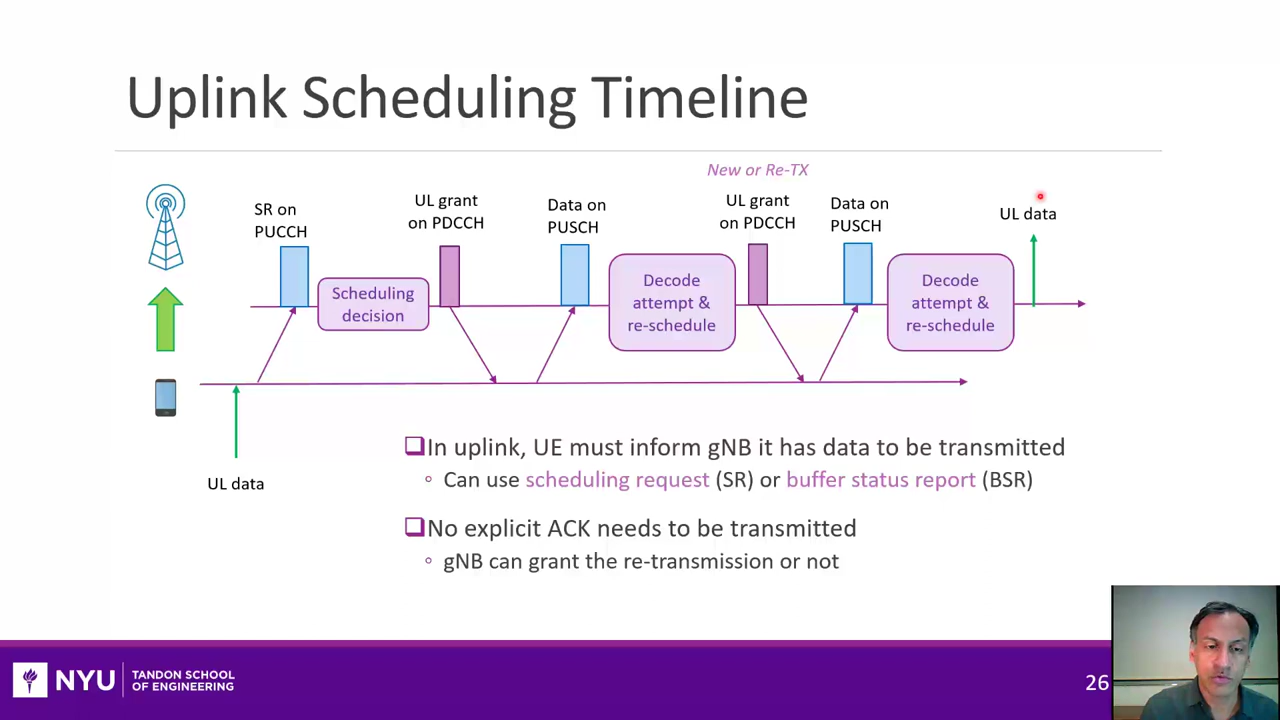 Uplink Scheduling Timeline
New or Re-TX
SR on
PUCCH
UL grant
on PDCCH
Data on
PUSCH
UL grant
on PDCCH
Data on
PUSCH
UL data
Scheduling
decision
Decode
attempt &
re-schedule
Decode
attempt &
re-schedule
UL data
In uplink, UE must inform gNB it has data to be transmitted
Can use scheduling request (SR) or buffer status report (BSR)
No explicit ACK needs to be transmitted
gNB can grant the re-transmission or not
NYU
TANDON SCHOOL
OF ENGINEERING
26